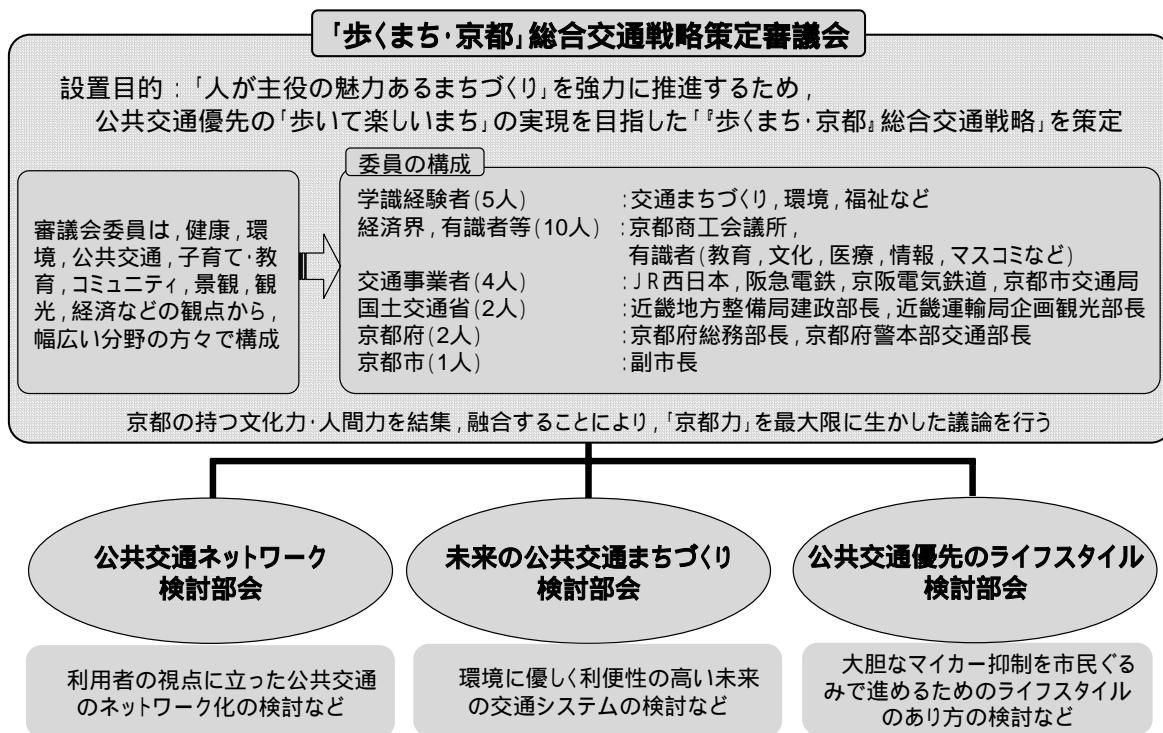 「歩くまち・京都」総合交通戦略策定審議会
設置目的：「人が主役の魅力あるまちづくり」を強力に推進するため，
公共交通優先の「歩いて楽しいまち」の実現を目指した「『歩くまち・京都』総合交通戦略」を策定
審議会委員は，健康，環
境，公共交通，子育て・教
育，コミュニティ，景観，観
光，経済などの観点から，
幅広い分野の方々で構成
委員の構成
学識経験者(5人)　：交通まちづくり，環境，福祉など
経済界，有識者等(10人)：京都商工会議所，
有識者(教育，文化，医療，情報，マスコミなど)
交通事業者(4人)　：ＪR西日本，阪急電鉄，京阪電気鉄道，京都市交通局
国土交通省(2人)　：近畿地方整備局建政部長，近畿運輸局企画観光部長
京都府(2人)　：京都府総務部長，京都府警本部交通部長
京都市(1人)　：副市長
京都の持つ文化力・人間力を結集，融合することにより，「京都力」を最大限に生かした議論を行う
公共交通ネットワーク
検討部会
利用者の視点に立った公共交通
のネットワーク化の検討など
未来の公共交通まちづくり
検討部会
環境に優しく利便性の高い未来
の交通システムの検討など
公共交通優先のライフスタイル
検討部会
大胆なマイカー抑制を市民ぐる
みで進めるためのライフスタイル
のあり方の検討など